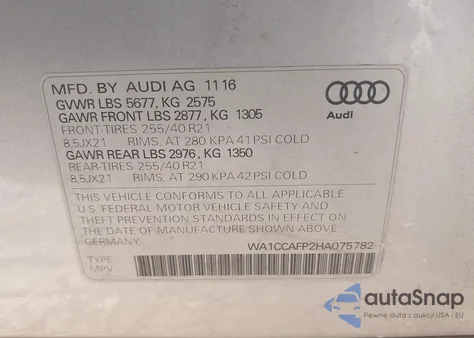 MFD. BY AUDI AG 1116
GVWR LBS 5677, KG 2575
GAWR FRONT LBS 2877, KG 1305
FRONT-TIRES 255/40 R21
8,5JX21 RIMS, AT 280 KPA 41 PSI COLD
GAWR REAR LBS 2976, KG 1350
REAR-TIRES 255/40 R21
8,5JX21 RIMS, AT 290 KPA 42 PSI COLD
Audi
THIS VEHICLE CONFORMS TO ALL APPLICABLE
U.S. FEDERAL MOTOR VEHICLE SAFETY AND
THEFT PREVENTION STANDARDS IN EFFECT ON
THE DATE OF MANUFACTURE SHOWN ABOVE
WA1CCAFP2HA075782
TYPE
MPV
autoSnap
Pewne auta z aukcji USA i EU